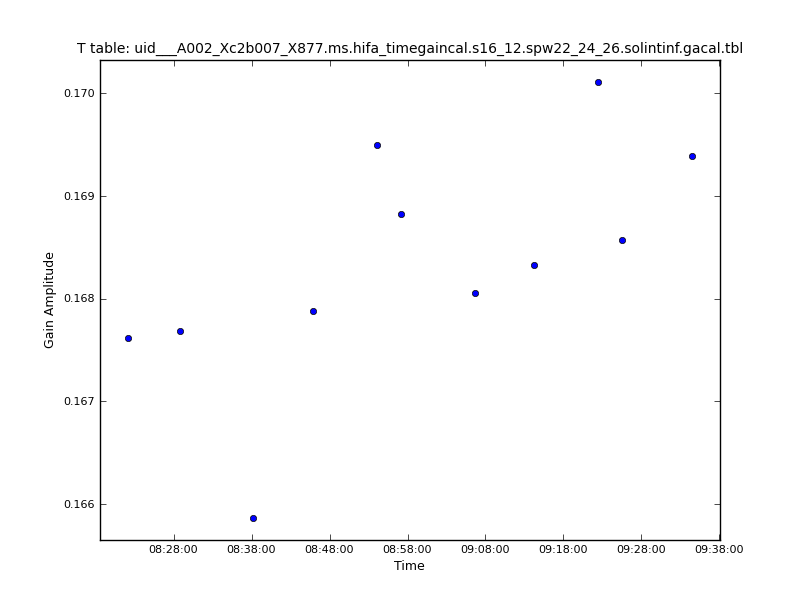 T table: uid___A002_Xc2b007_X877.ms.hifa_timegaincal.s16_12.spw22_24_26.solintinf.gacal.tbl
0.170
0.169
0.168
0.167
0.166
Gain Amplitude
08:28:00 08:38:00 08:48:00 08:58:00 09:08:00 09:18:00 09:28:00 09:38:00
Time